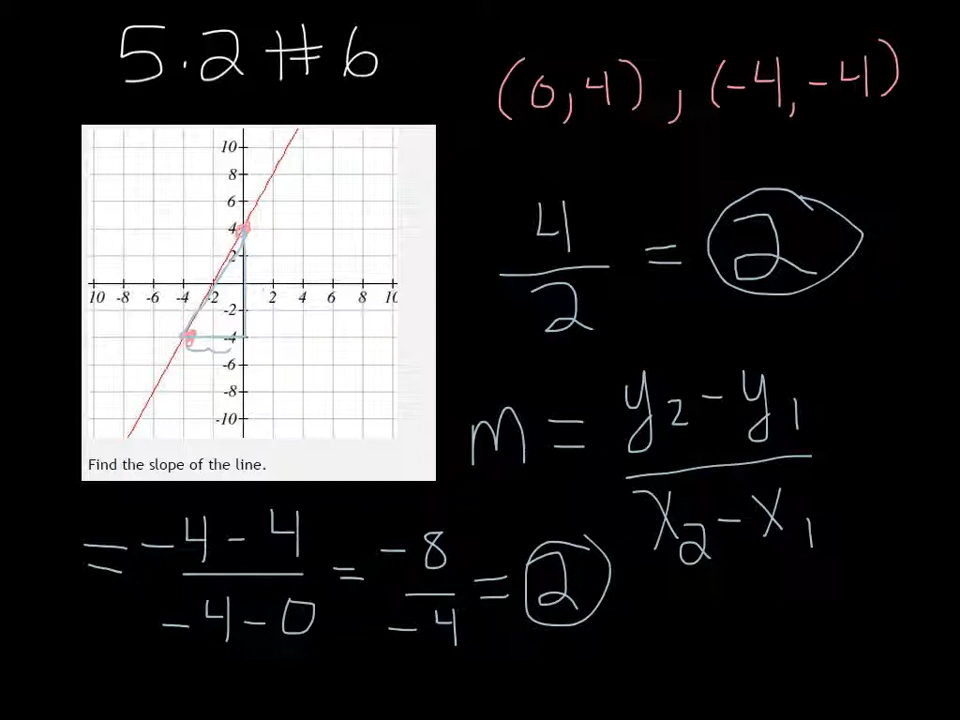 5.2 #6
(0,4), (-4,-4)
10
8
6
4
2
10 -8 -6 -4 -2 2 4 6 8 10
-2
-4
-6
-8
-10
Find the slope of the line.
4/2 = 2
m = y2 - y1 / x2 - x1
= -4 - 4 / -4 - 0 = -8 / -4 = 2